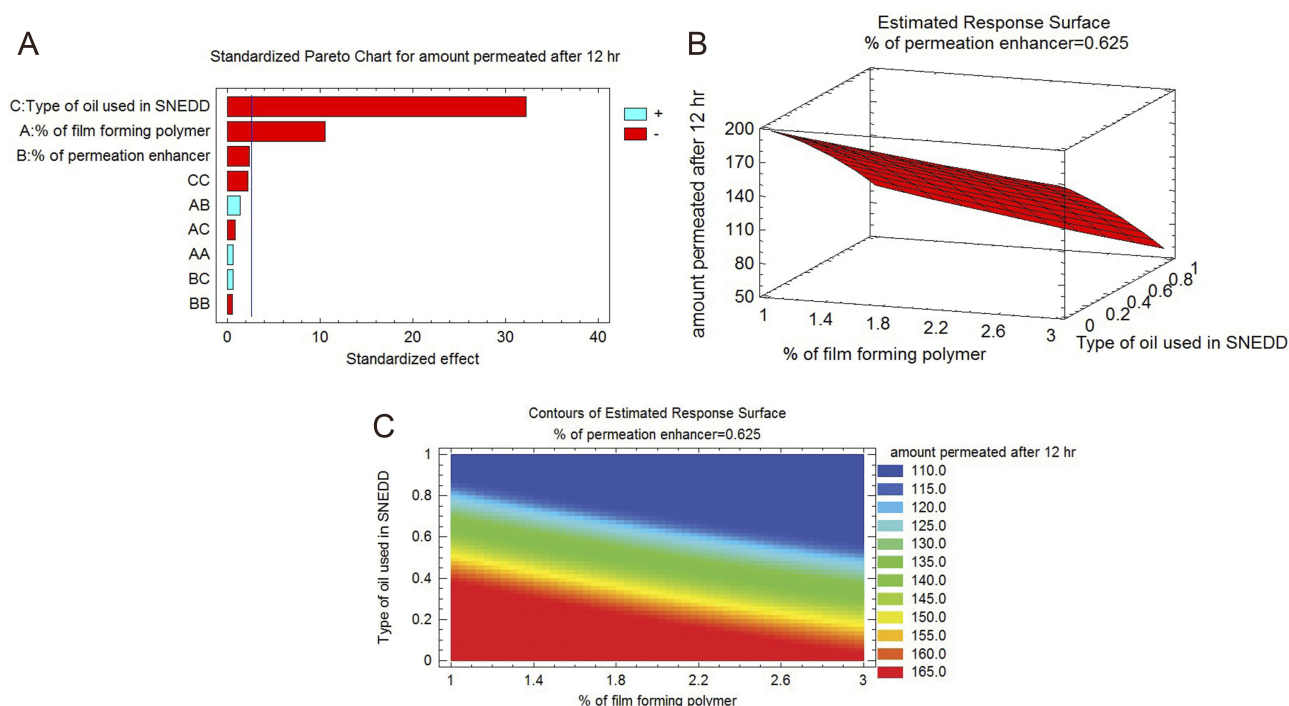 A
Standardized Pareto Chart for amount permeated after 12 hr
C:Type of oil used in SNEDD
A:% of film forming polymer
B:% of permeation enhancer
CC
AB
AC
AA
BC
BB
0 10 20 30 40
Standardized effect
+
-
B
Estimated Response Surface
% of permeation enhancer=0.625
amount permeated after 12 hr
200
170
140
110
80
50
1 1.4 1.8 2.2 2.6 3
% of film forming polymer
0 0.2 0.4 0.6 0.8 1
Type of oil used in SNEDD
C
Contours of Estimated Response Surface
% of permeation enhancer=0.625
Type of oil used in SNEDD
1
0.8
0.6
0.4
0.2
0
1 1.4 1.8 2.2 2.6 3
% of film forming polymer
amount permeated after 12 hr
110.0
115.0
120.0
125.0
130.0
135.0
140.0
145.0
150.0
155.0
160.0
165.0